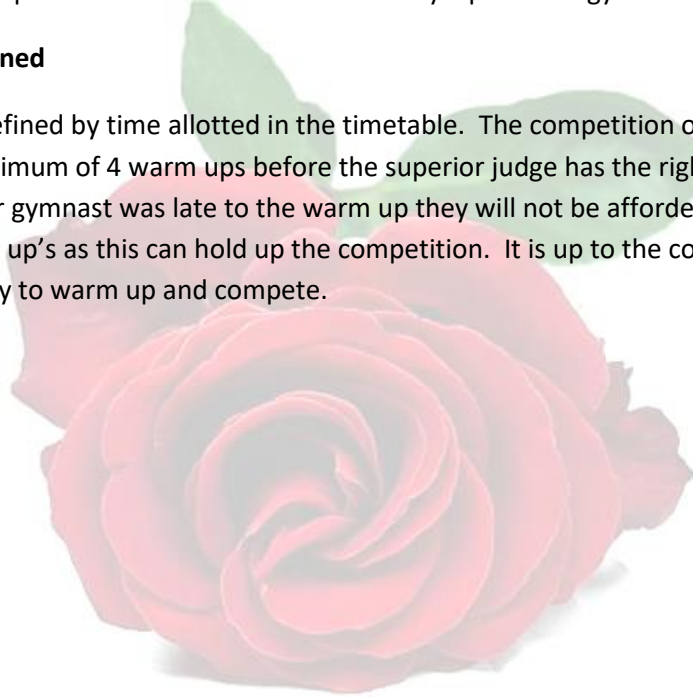 ned
efined by time allotted in the timetable. The competition o
imum of 4 warm ups before the superior judge has the righ
r gymnast was late to the warm up they will not be afforde
up's as this can hold up the competition. It is up to the co
y to warm up and compete.